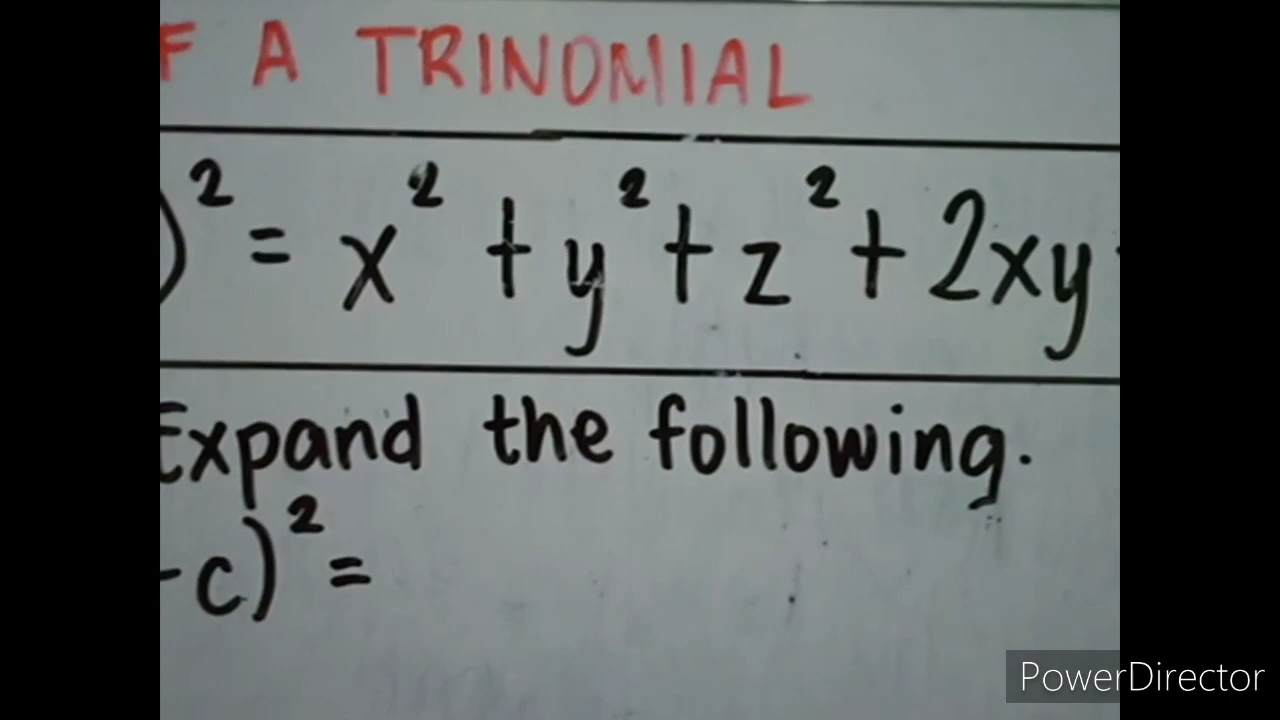 F A TRINOMIAL
)² = x² + y² + z² + 2xy
Expand the following.
-c)² =
PowerDirector